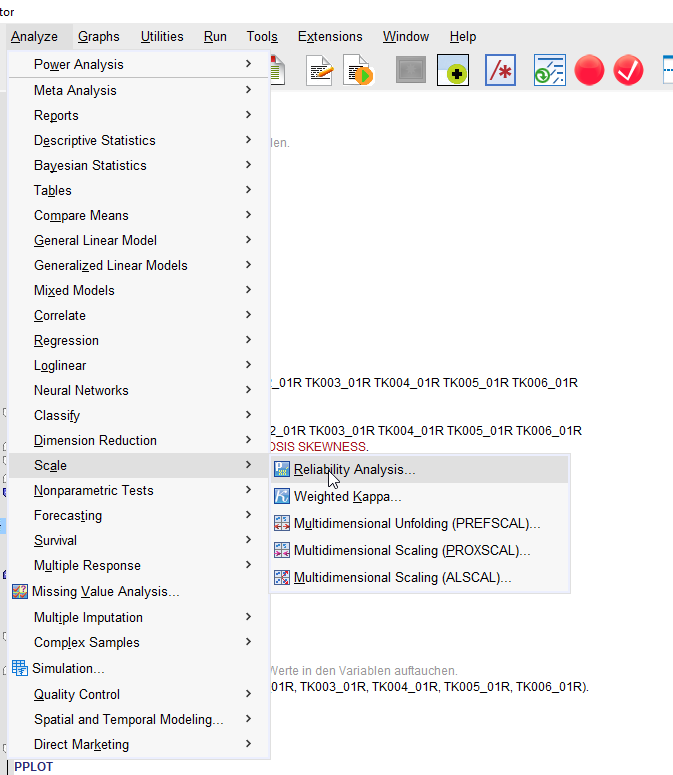 tor
Analyze Graphs Utilities Run Tools Extensions Window Help
Power Analysis
Meta Analysis
Reports
Descriptive Statistics
Bayesian Statistics
Tables
Compare Means
General Linear Model
Generalized Linear Models
Mixed Models
Correlate
Regression
Loglinear
Neural Networks
Classify
Dimension Reduction
Scale
Nonparametric Tests
Forecasting
Survival
Multiple Response
Missing Value Analysis...
Multiple Imputation
Complex Samples
Simulation...
Quality Control
Spatial and Temporal Modeling...
Direct Marketing
Reliability Analysis...
Weighted Kappa...
Multidimensional Unfolding (PREFSCAL)...
Multidimensional Scaling (PROXSCAL)...
Multidimensional Scaling (ALSCAL)...
/*
len.
_01R TK003_01R TK004_01R TK005_01R TK006_01R
2_01R TK003_01R TK004_01R TK005_01R TK006_01R
OSIS SKEWNESS.
Werte in den Variablen auftauchen.
01R, TK003_01R, TK004_01R, TK005_01R, TK006_01R).
PPLOT